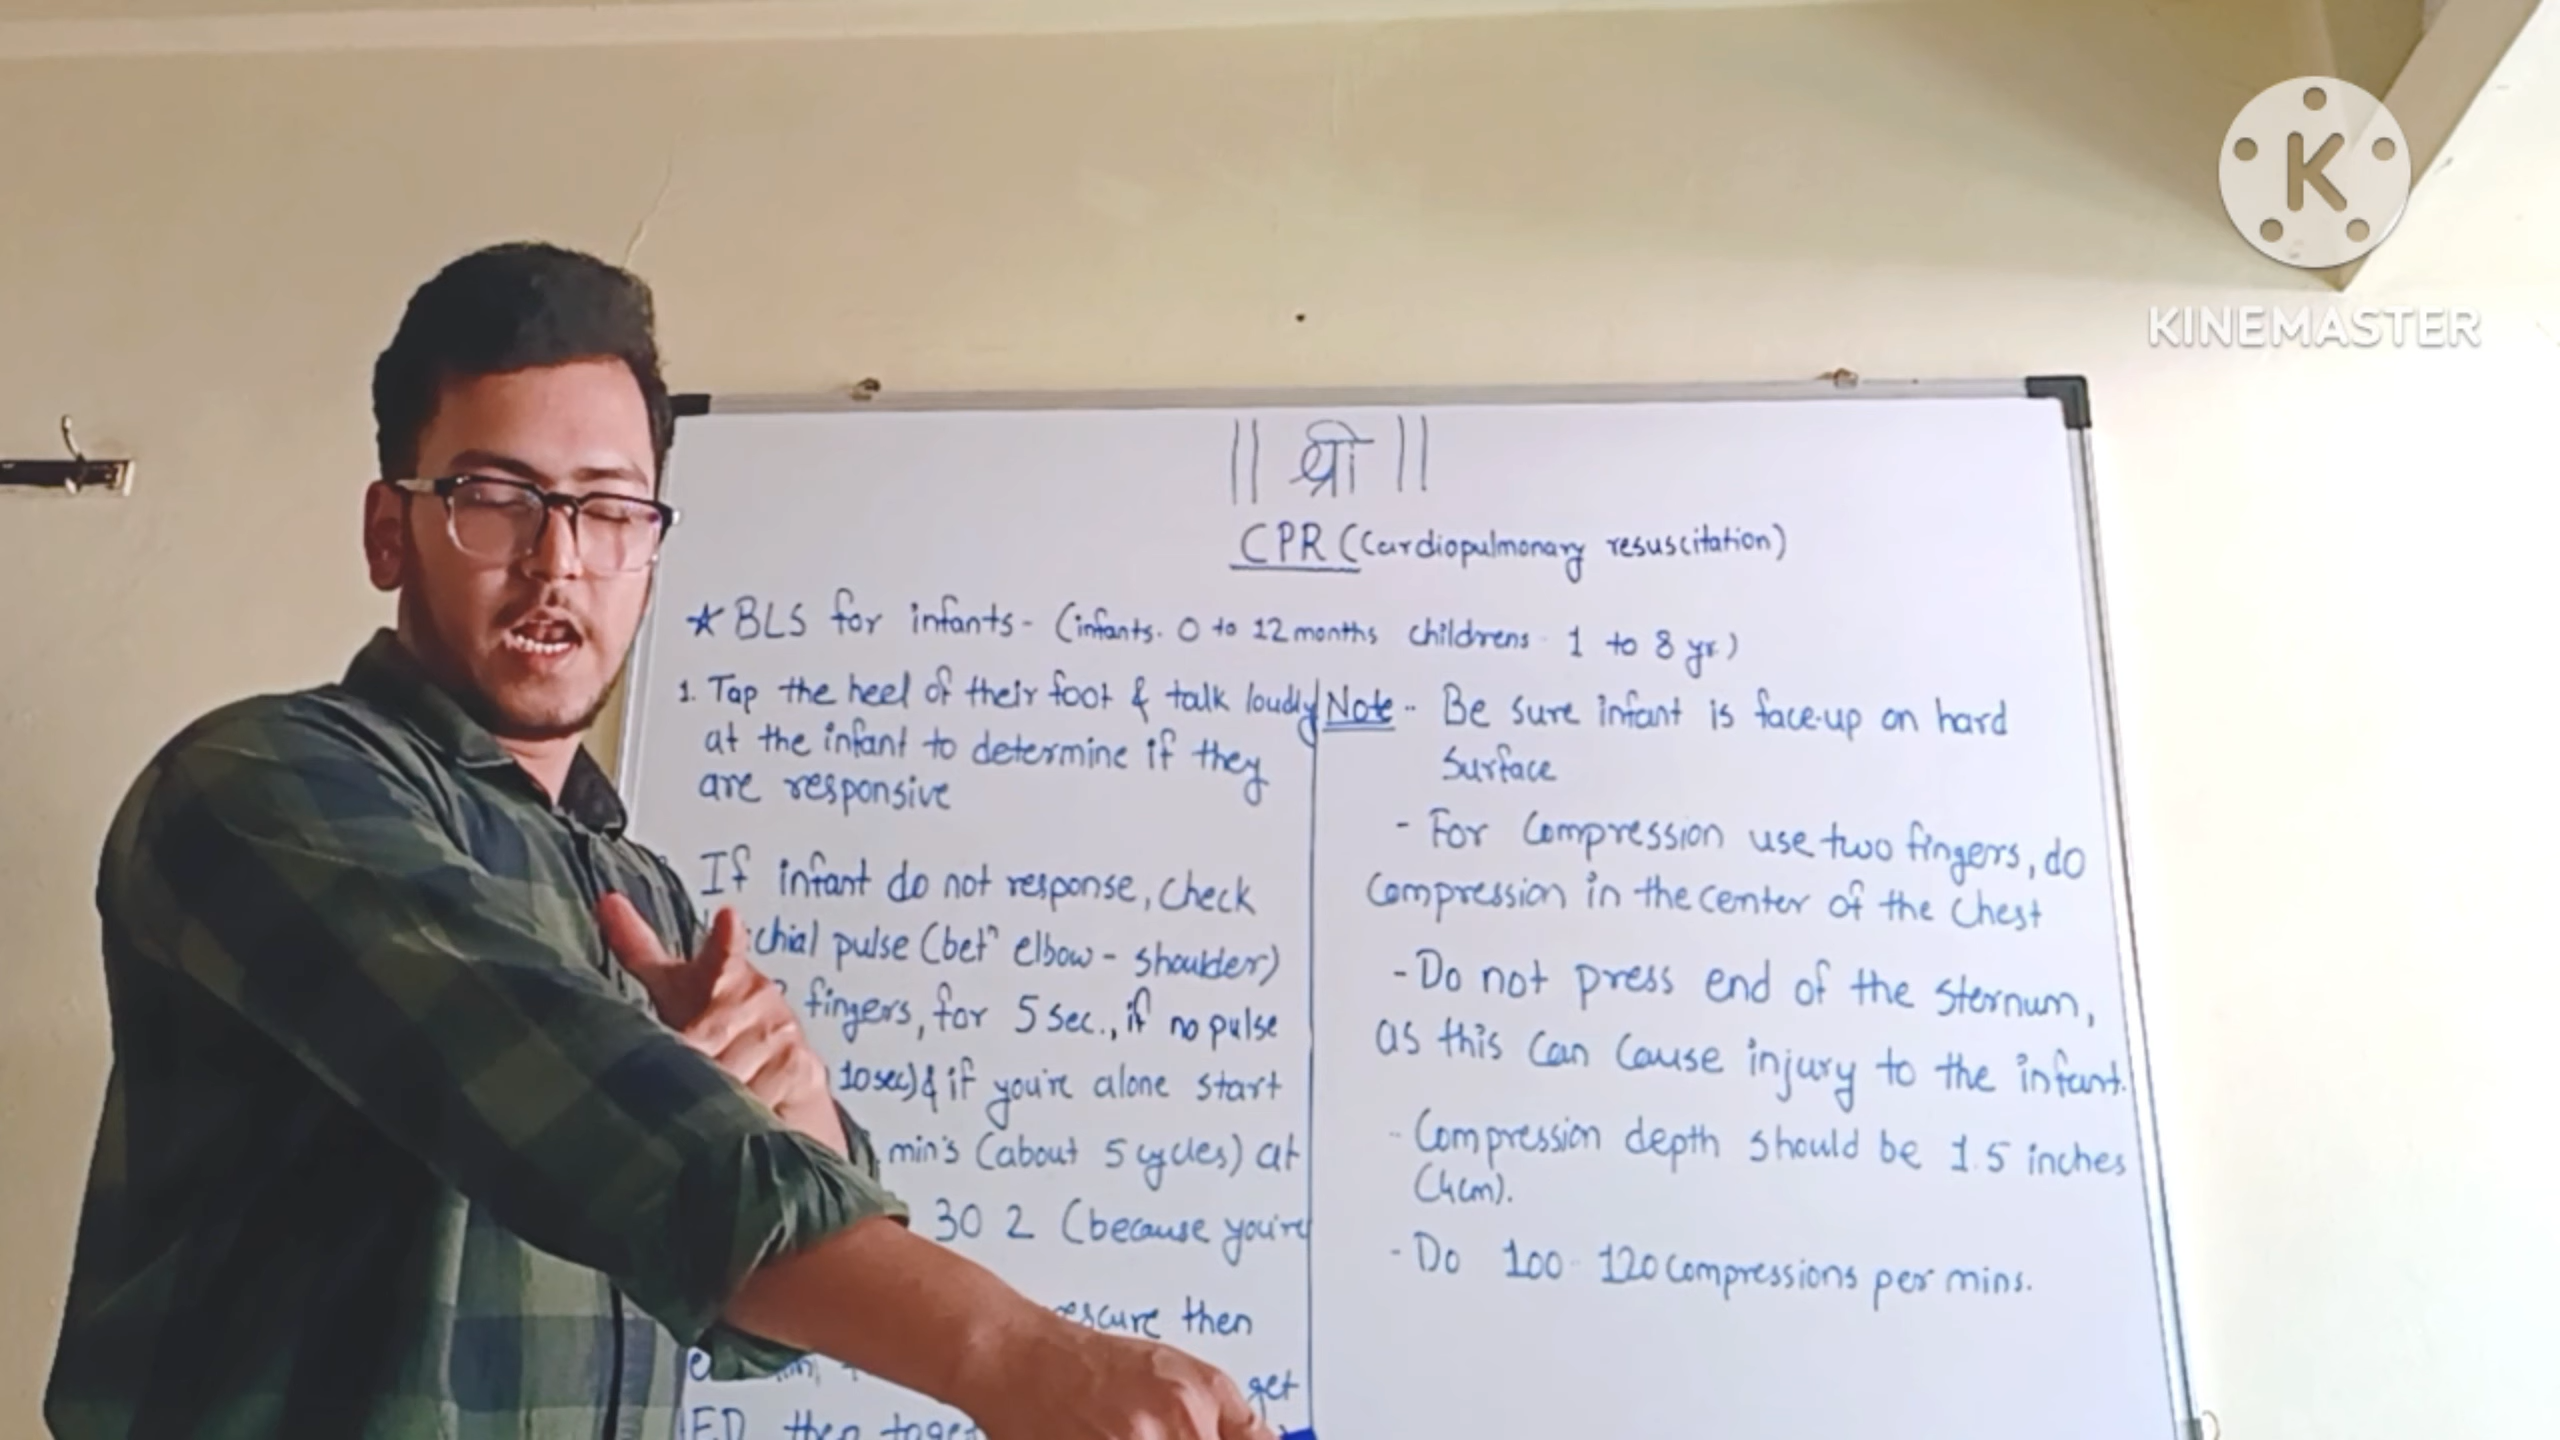 KINEMASTER
|| श्री ||
CPR (Cardiopulmonary resuscitation)
★ BLS for infants - (infants. 0 to 12 months childrens - 1 to 8 yr)
1. Tap the heel of their foot & talk loudly
at the infant to determine if they
are responsive
If infant do not response, check
pulse (betⁿ elbow - shoulder)
fingers, for 5 sec., if no pulse
10 sec) & if you're alone start
min's (about 5 cycles) at
30 2 (because you're
then
get
then
Note - Be sure infant is face-up on hard
surface
- For compression use two fingers, do
compression in the center of the chest
- Do not press end of the sternum,
as this can cause injury to the infant.
- Compression depth should be 1.5 inches
(4cm).
- Do 100 - 120 compressions per mins.